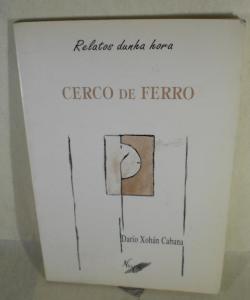 Relatos dunha hora
CERCO DE FERRO
Darío Xohán Cabana